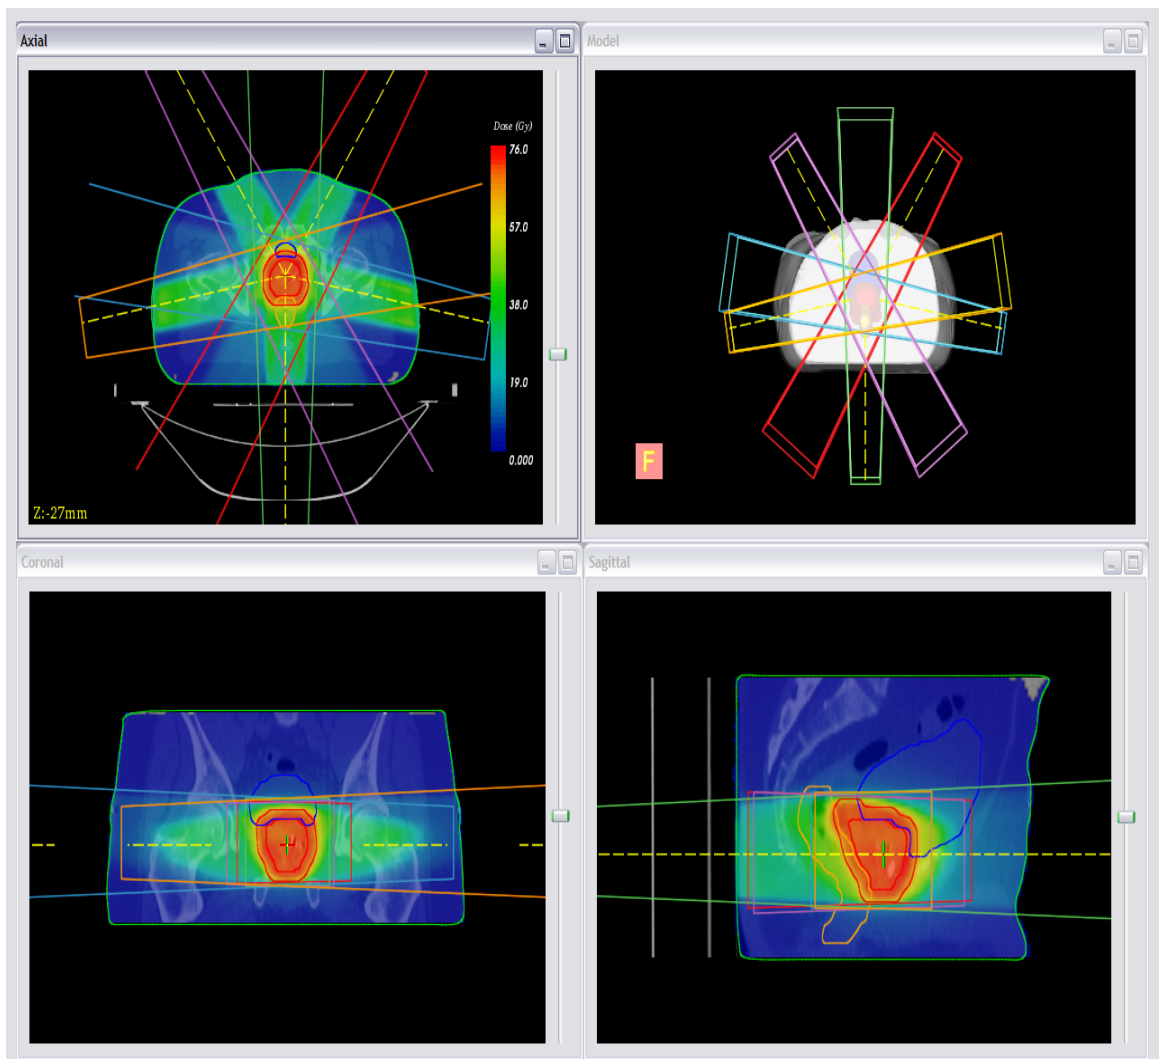 Axial
Dose (Gy)
76.0
57.0
38.0
19.0
0.000
Z:-27mm
Model
F
Coronal
Sagittal